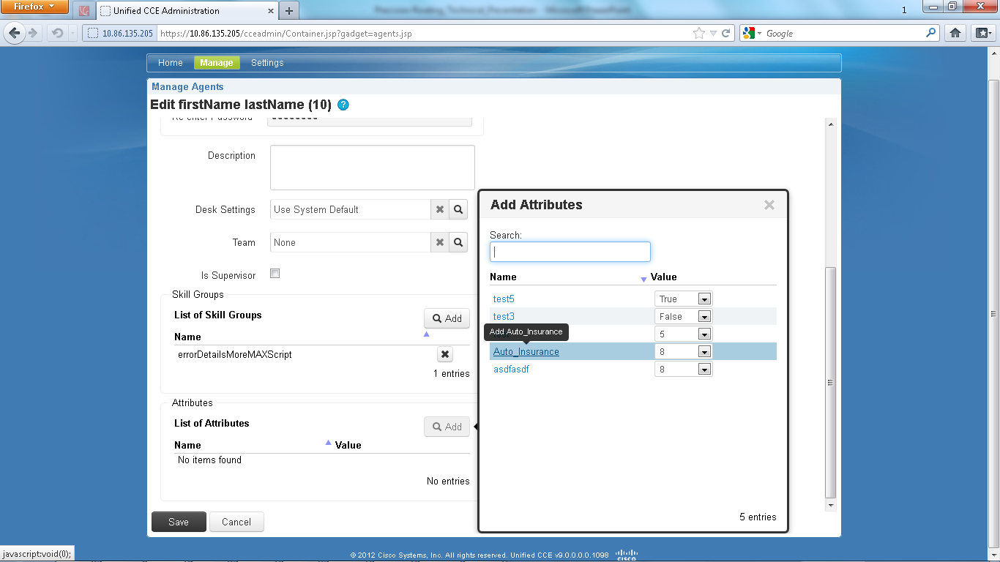 Firefox
Unified CCE Administration
Precision Routing_Technical_Presentation - Microsoft PowerPoint
1
10.86.135.205
https://10.86.135.205/cceadmin/Container.jsp?gadget=agents.jsp
Google
Home Manage Settings
Manage Agents
Edit firstName lastName (10) ?
Re-enter Password
Description
Desk Settings Use System Default
Team None
Is Supervisor
Skill Groups
List of Skill Groups Add
Name
errorDetailsMoreMAXScript
1 entries
Attributes
List of Attributes Add
Name Value
No items found
No entries
Save Cancel
Add Attributes
Search:
Name Value
test5 True
test3 False
Add Auto_Insurance
5
Auto_Insurance 8
asdfasdf 8
5 entries
javascript:void(0);
© 2012 Cisco Systems, Inc. All rights reserved. Unified CCE v9.0.0.0.0.1098
CISCO